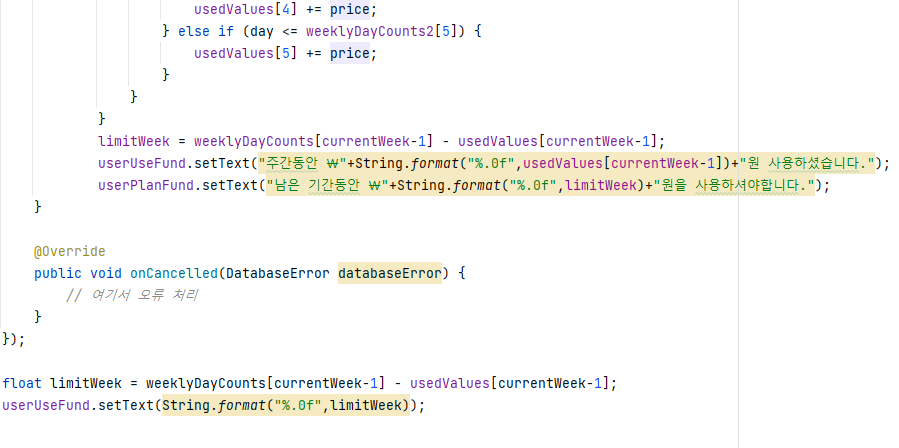 usedValues[4] += price;
} else if (day <= weeklyDayCounts2[5]) {
usedValues[5] += price;
}
}
}
limitWeek = weeklyDayCounts[currentWeek-1] - usedValues[currentWeek-1];
userUseFund.setText("주간동안 ₩"+String.format("%.0f",usedValues[currentWeek-1])+"원 사용하셨습니다.");
userPlanFund.setText("남은 기간동안 ₩"+String.format("%.0f",limitWeek)+"원을 사용하셔야합니다.");
}
@Override
public void onCancelled(DatabaseError databaseError) {
// 여기서 오류 처리
}
});
float limitWeek = weeklyDayCounts[currentWeek-1] - usedValues[currentWeek-1];
userUseFund.setText(String.format("%.0f",limitWeek));